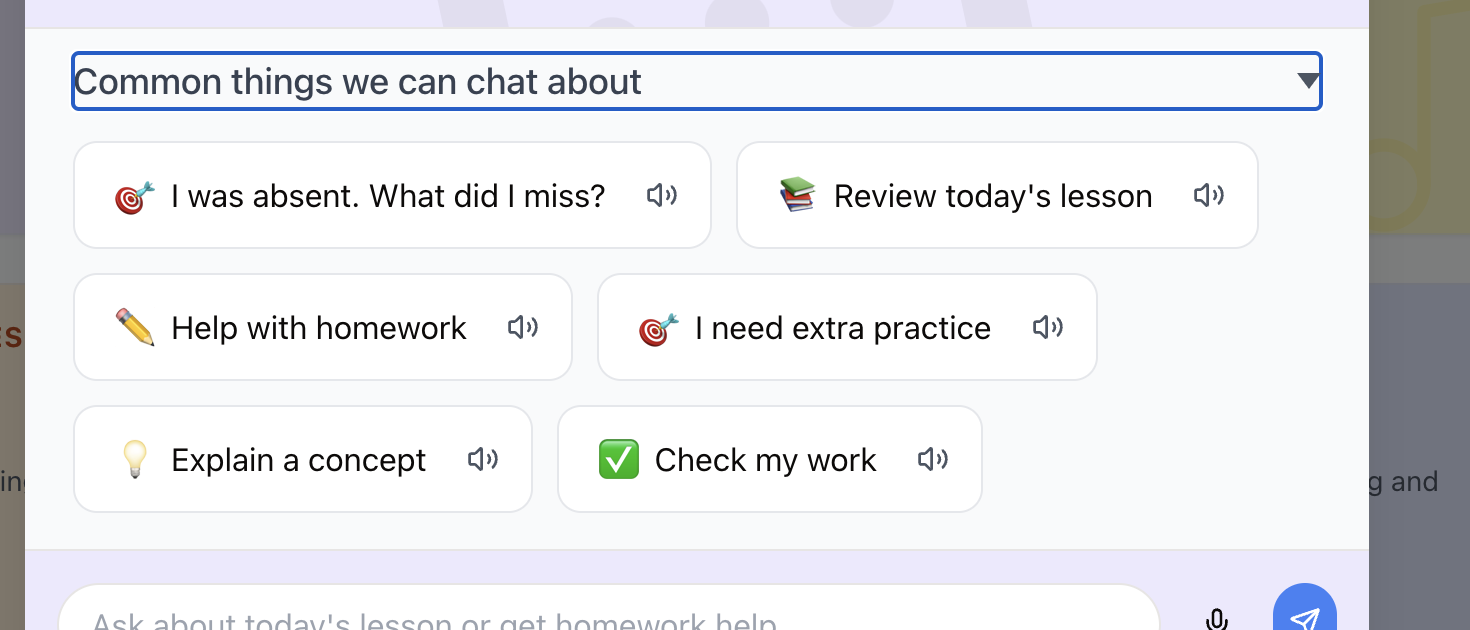 Common things we can chat about
I was absent. What did I miss?
Review today's lesson
Help with homework
I need extra practice
Explain a concept
Check my work
g and
Ask about today's lesson or get homework help